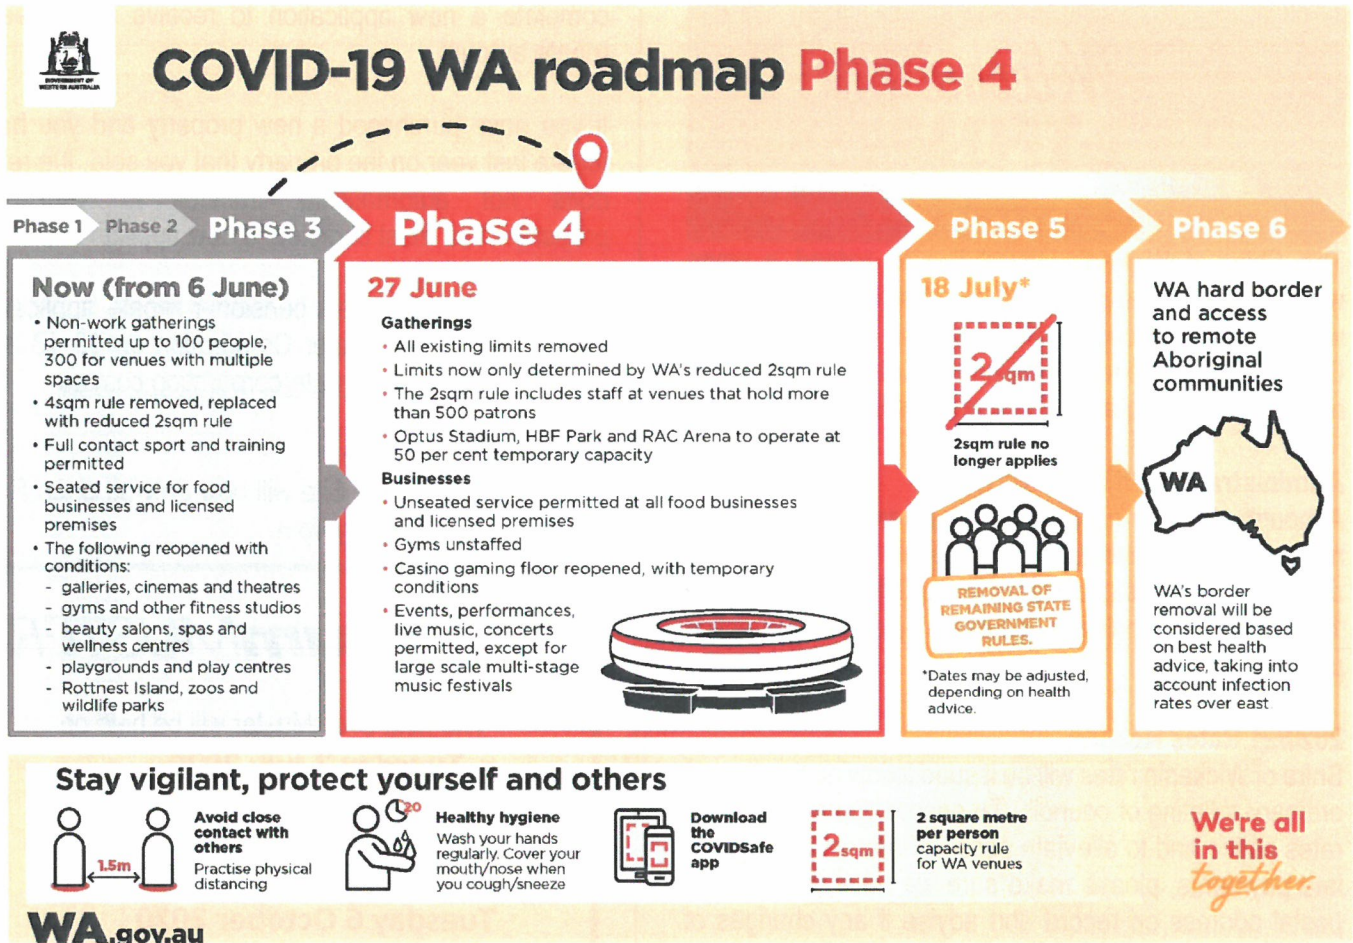 GOVERNMENT OF
WESTERN AUSTRALIA
COVID-19 WA roadmap Phase 4
Phase 1
Phase 2
Phase 3
Phase 4
Phase 5
Phase 6
Now (from 6 June)
• Non-work gatherings
permitted up to 100 people,
300 for venues with multiple
spaces
• 4sqm rule removed, replaced
with reduced 2sqm rule
• Full contact sport and training
permitted
• Seated service for food
businesses and licensed
premises
• The following reopened with
conditions:
- galleries, cinemas and theatres
- gyms and other fitness studios
- beauty salons, spas and
wellness centres
- playgrounds and play centres
- Rottnest Island, zoos and
wildlife parks
27 June
Gatherings
• All existing limits removed
• Limits now only determined by WA's reduced 2sqm rule
• The 2sqm rule includes staff at venues that hold more
than 500 patrons
• Optus Stadium, HBF Park and RAC Arena to operate at
50 per cent temporary capacity
Businesses
• Unseated service permitted at all food businesses
and licensed premises
• Gyms unstaffed
• Casino gaming floor reopened, with temporary
conditions
• Events, performances,
live music, concerts
permitted, except for
large scale multi-stage
music festivals
18 July*
2sqm
2sqm rule no
longer applies
REMOVAL OF
REMAINING STATE
GOVERNMENT
RULES.
*Dates may be adjusted,
depending on health
advice.
WA hard border
and access
to remote
Aboriginal
communities
WA
WA's border
removal will be
considered based
on best health
advice, taking into
account infection
rates over east
Stay vigilant, protect yourself and others
1.5m
Avoid close
contact with
others
Practise physical
distancing
20
Healthy hygiene
Wash your hands
regularly. Cover your
mouth/nose when
you cough/sneeze
Download
the
COVIDSafe
app
2sqm
2 square metre
per person
capacity rule
for WA venues
We're all
in this
together.
WA.gov.au